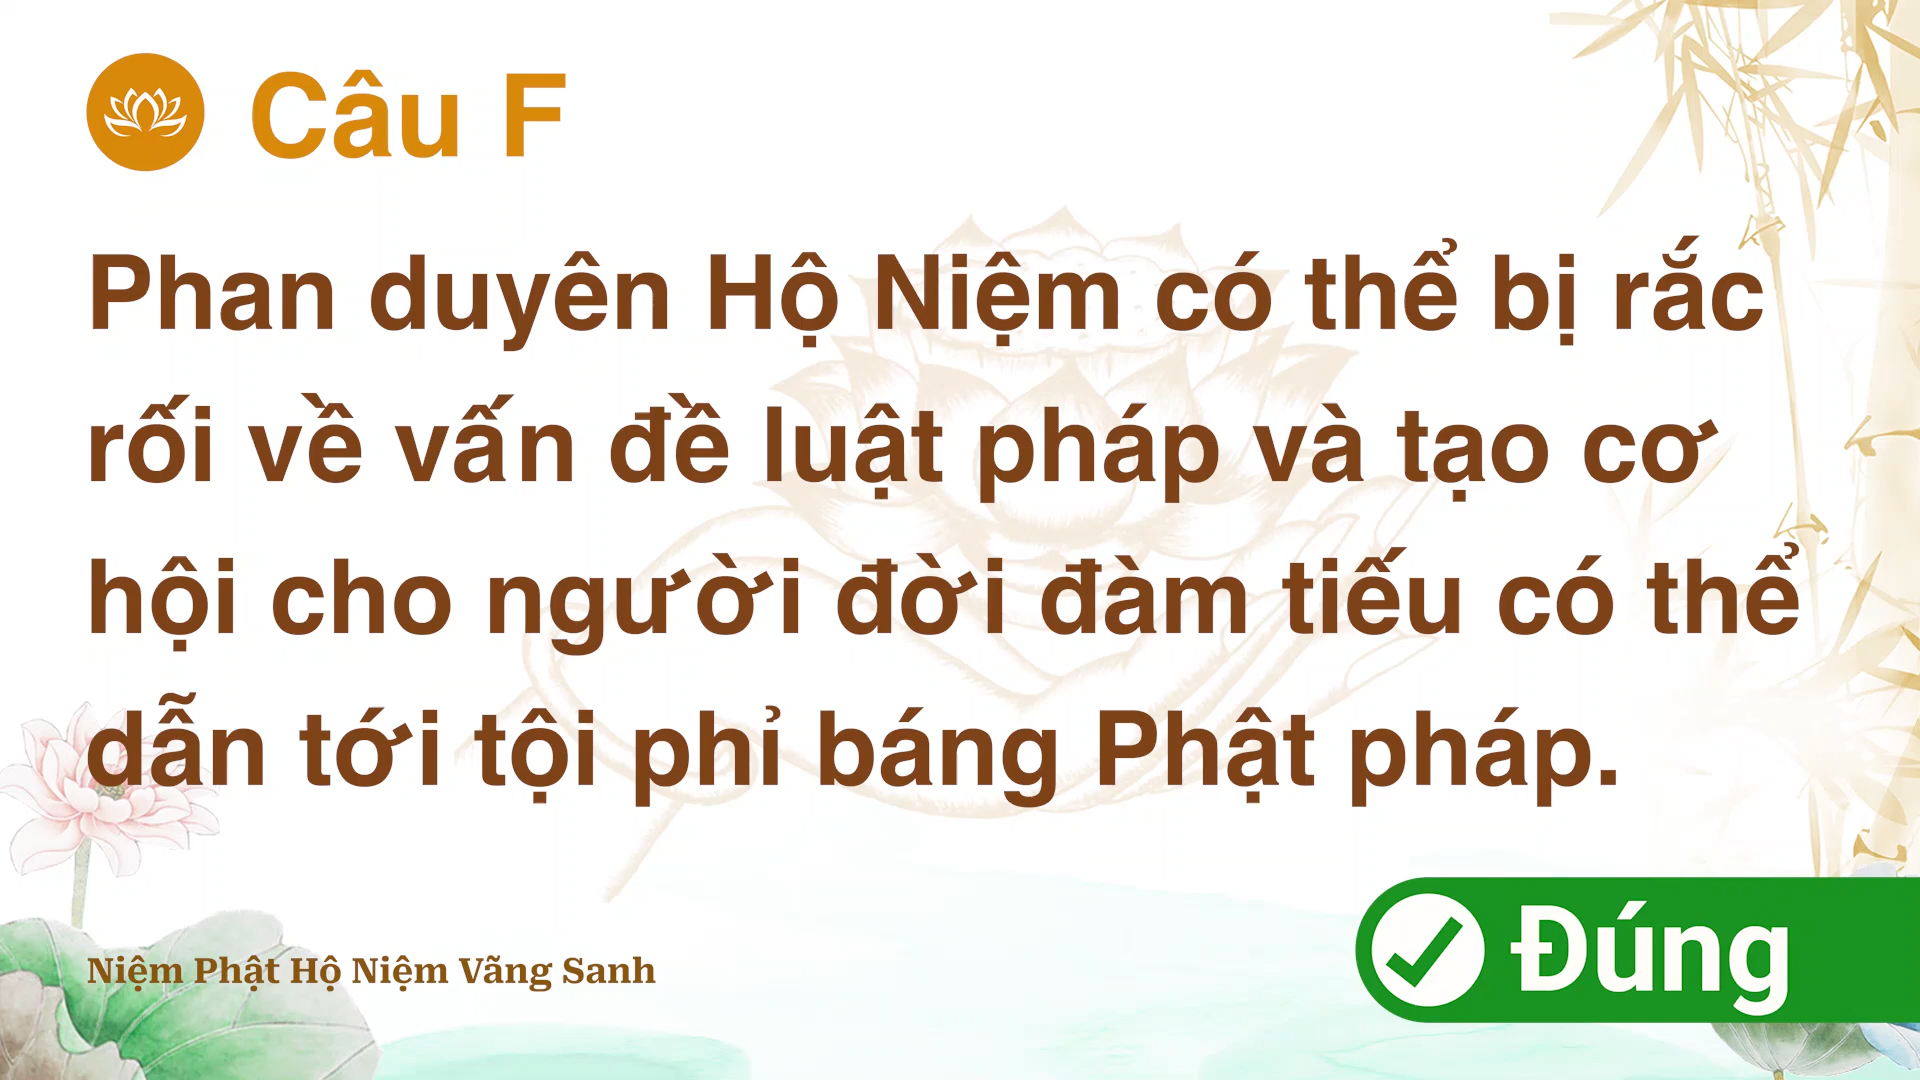 Câu F
Phan duyên Hộ Niệm có thể bị rắc
rối về vấn đề luật pháp và tạo cơ
hội cho người đời đàm tiếu có thể
dẫn tới tội phỉ báng Phật pháp.
Niệm Phật Hộ Niệm Vãng Sanh
Đúng